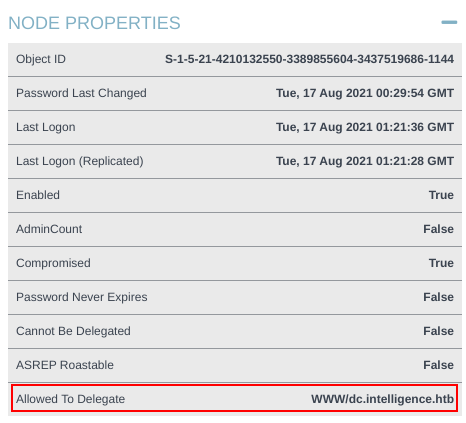 NODE PROPERTIES
Object ID S-1-5-21-4210132550-3389855604-3437519686-1144
Password Last Changed Tue, 17 Aug 2021 00:29:54 GMT
Last Logon Tue, 17 Aug 2021 01:21:36 GMT
Last Logon (Replicated) Tue, 17 Aug 2021 01:21:28 GMT
Enabled True
AdminCount False
Compromised True
Password Never Expires False
Cannot Be Delegated False
ASREP Roastable False
Allowed To Delegate WWW/dc.intelligence.htb